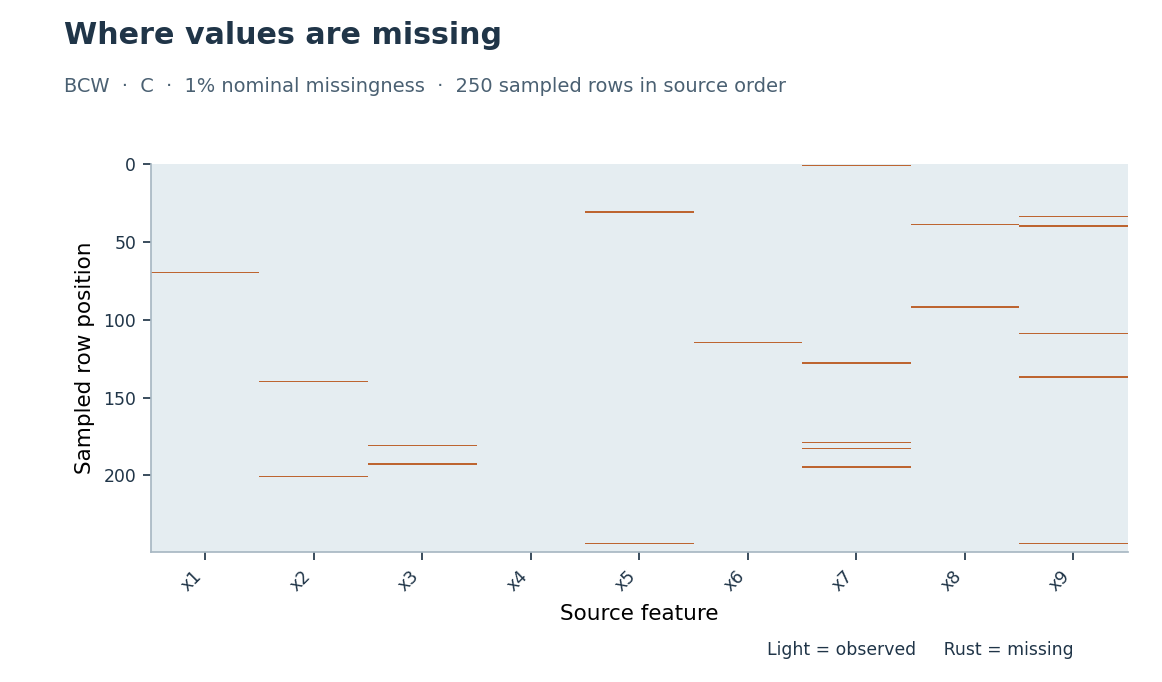 Where values are missing
BCW · C · 1% nominal missingness · 250 sampled rows in source order
0
50
100
150
200
Sampled row position
x1 x2 x3 x4 x5 x6 x7 x8 x9
Source feature
Light = observed Rust = missing